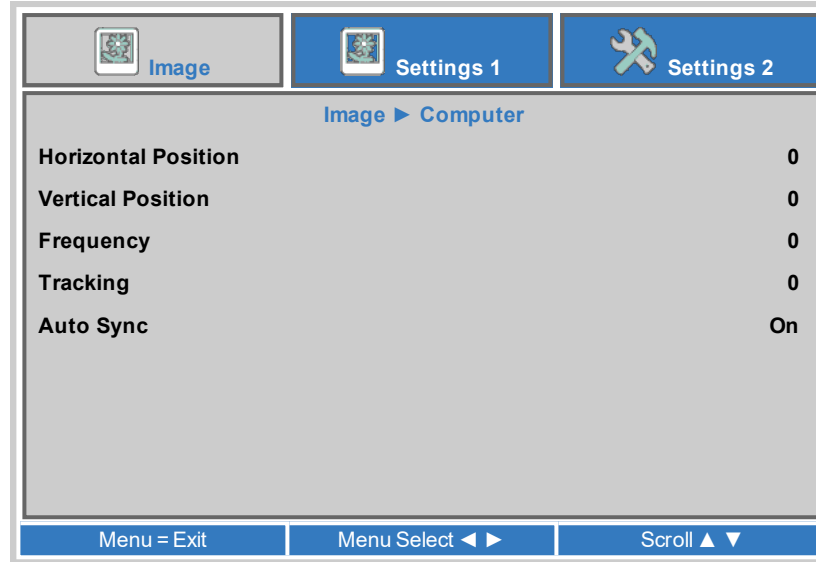 Image Settings 1 Settings 2
Image ► Computer
Horizontal Position 0
Vertical Position 0
Frequency 0
Tracking 0
Auto Sync On
Menu = Exit Menu Select ◄ ► Scroll ▲ ▼